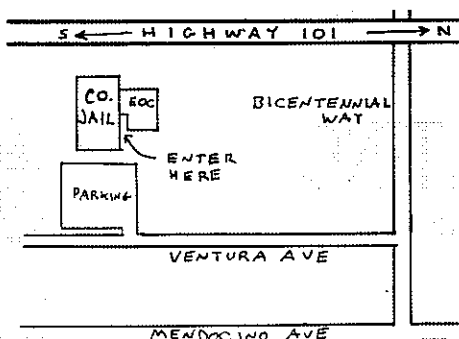 S ← HIGHWAY 101 → N
CO.
JAIL
EOC
BICENTENNIAL
WAY
ENTER
HERE
PARKING
VENTURA AVE
MENDOCINO AVE